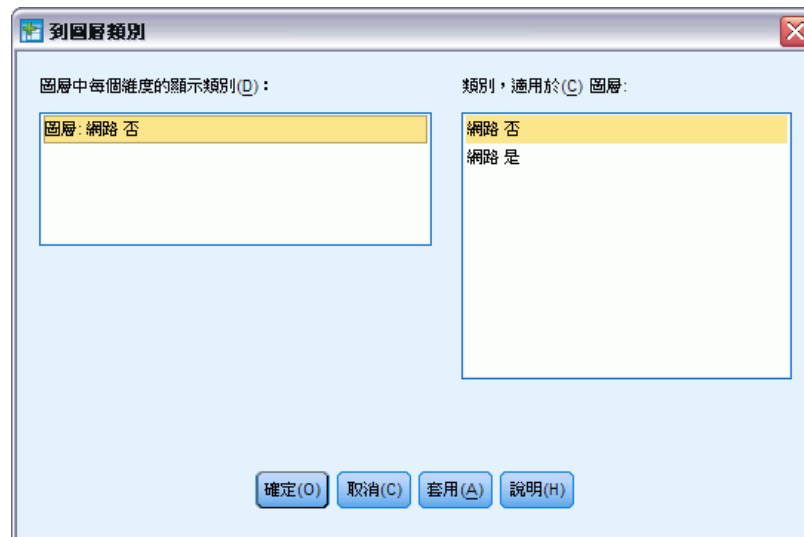 到圖層類別
圖層中每個維度的顯示類別(D)：
圖層: 網路 否
類別，適用於(C) 圖層:
網路 否
網路 是
確定(O) 取消(C) 套用(A) 說明(H)